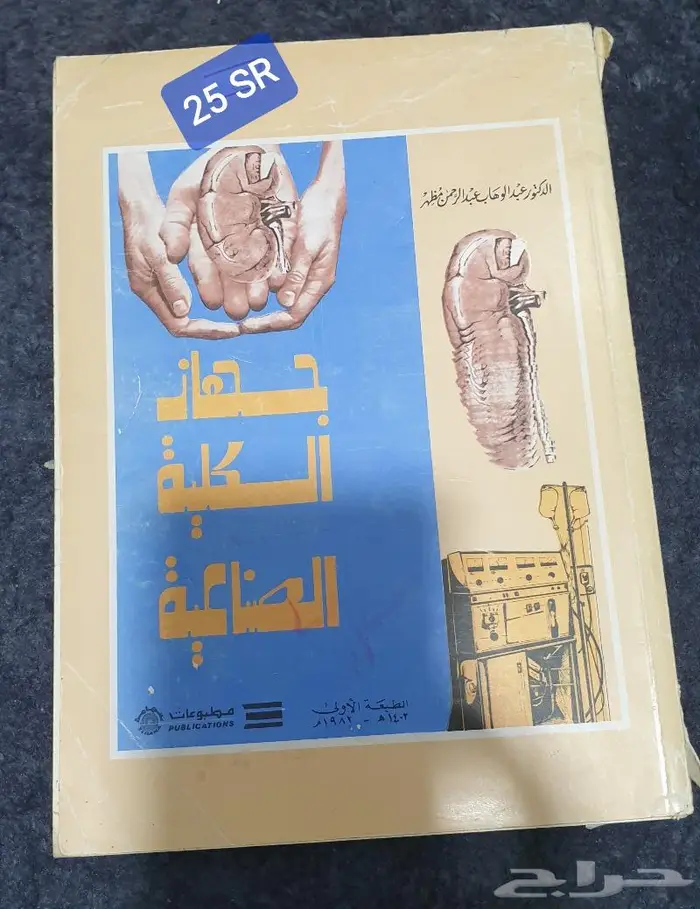 25 SR
الدكتور عبد الوهاب عبد الرحمن مظهر
جهاز
الكلية
الصناعية
الطبعة الأولى
١٤٠٢هـ - ١٩٨٢م
مطبوعات
PUBLICATIONS
حراج